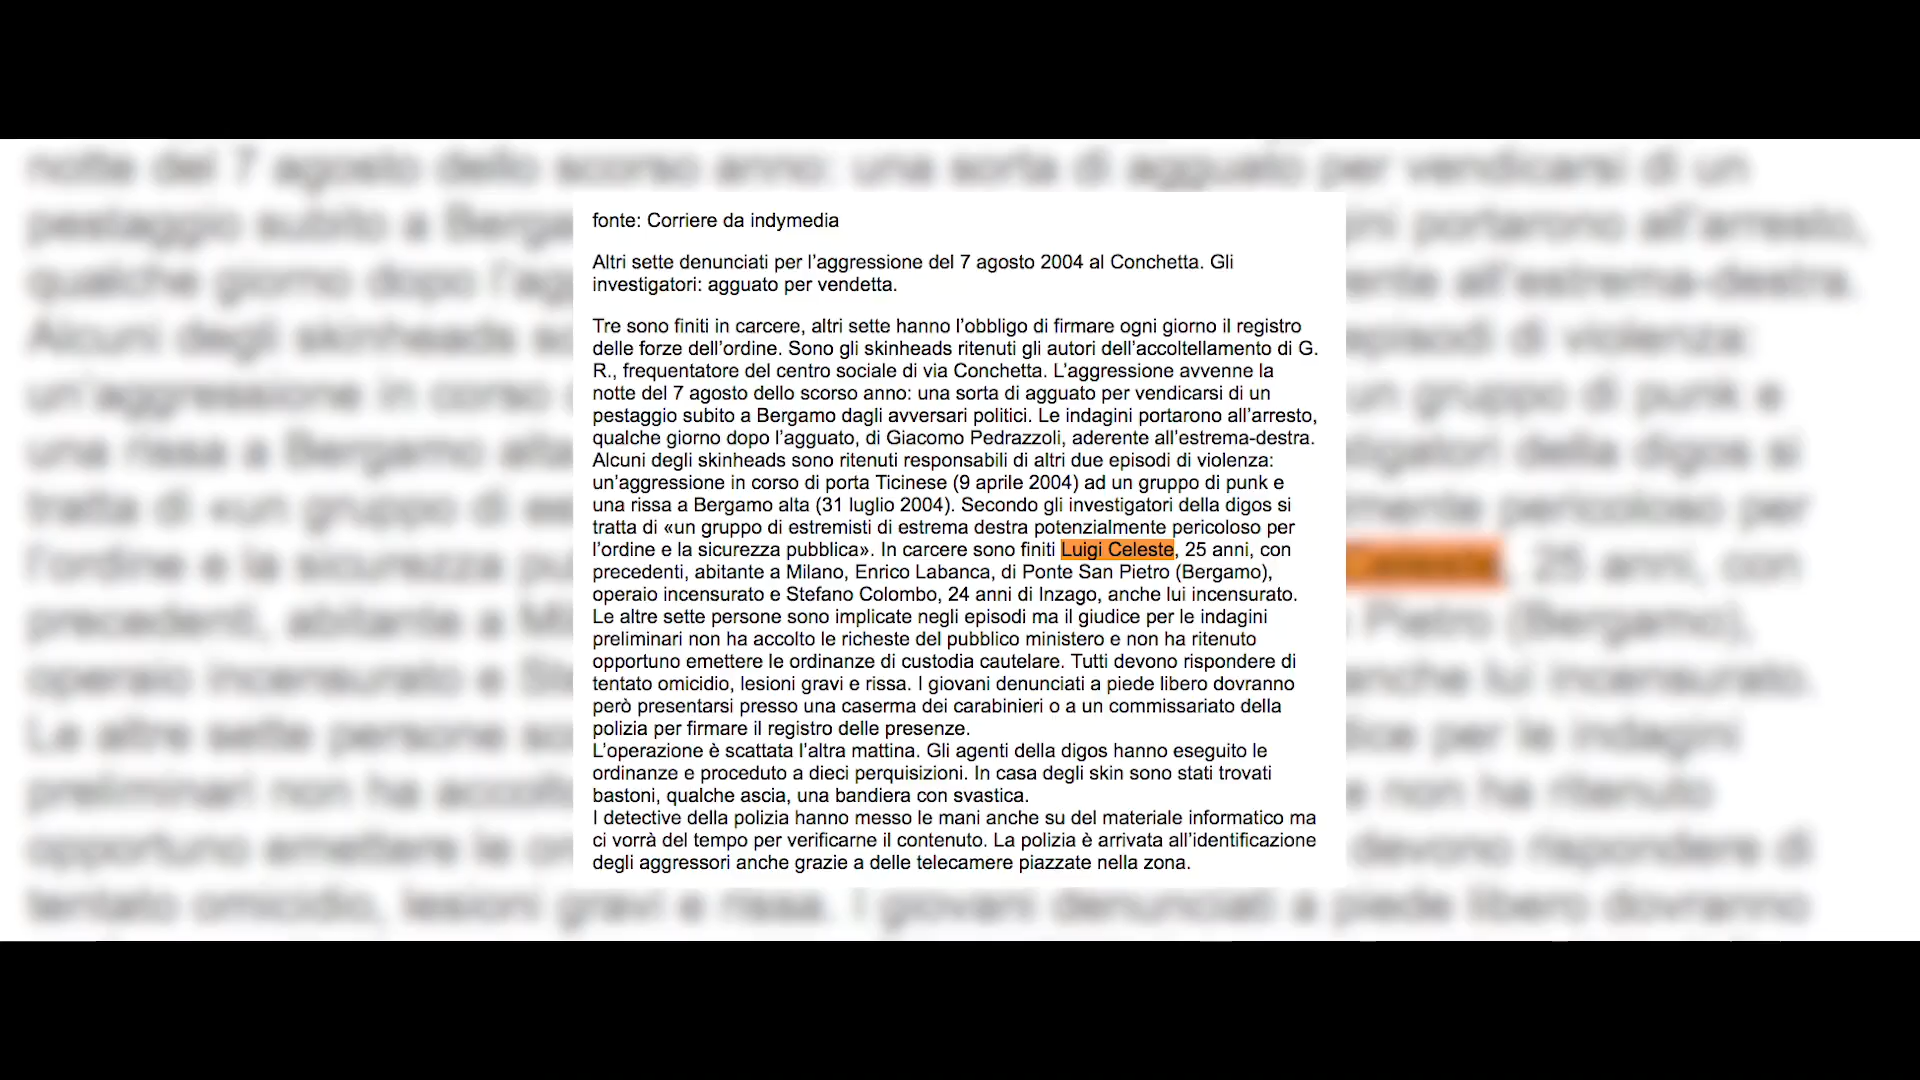 fonte: Corriere da indymedia
Altri sette denunciati per l'aggressione del 7 agosto 2004 al Conchetta. Gli
investigatori: agguato per vendetta.
Tre sono finiti in carcere, altri sette hanno l'obbligo di firmare ogni giorno il registro
delle forze dell'ordine. Sono gli skinheads ritenuti gli autori dell'accoltellamento di G.
R., frequentatore del centro sociale di via Conchetta. L'aggressione avvenne la
notte del 7 agosto dello scorso anno: una sorta di agguato per vendicarsi di un
pestaggio subito a Bergamo dagli avversari politici. Le indagini portarono all'arresto,
qualche giorno dopo l'agguato, di Giacomo Pedrazzoli, aderente all'estrema-destra.
Alcuni degli skinheads sono ritenuti responsabili di altri due episodi di violenza:
un'aggressione in corso di porta Ticinese (9 aprile 2004) ad un gruppo di punk e
una rissa a Bergamo alta (31 luglio 2004). Secondo gli investigatori della digos si
tratta di «un gruppo di estremisti di estrema destra potenzialmente pericoloso per
l'ordine e la sicurezza pubblica». In carcere sono finiti Luigi Celeste, 25 anni, con
precedenti, abitante a Milano, Enrico Labanca, di Ponte San Pietro (Bergamo),
operaio incensurato e Stefano Colombo, 24 anni di Inzago, anche lui incensurato.
Le altre sette persone sono implicate negli episodi ma il giudice per le indagini
preliminari non ha accolto le richeste del pubblico ministero e non ha ritenuto
opportuno emettere le ordinanze di custodia cautelare. Tutti devono rispondere di
tentato omicidio, lesioni gravi e rissa. I giovani denunciati a piede libero dovranno
però presentarsi presso una caserma dei carabinieri o a un commissariato della
polizia per firmare il registro delle presenze.
L'operazione è scattata l'altra mattina. Gli agenti della digos hanno eseguito le
ordinanze e proceduto a dieci perquisizioni. In casa degli skin sono stati trovati
bastoni, qualche ascia, una bandiera con svastica.
I detective della polizia hanno messo le mani anche su del materiale informatico ma
ci vorrà del tempo per verificarne il contenuto. La polizia è arrivata all'identificazione
degli aggressori anche grazie a delle telecamere piazzate nella zona.